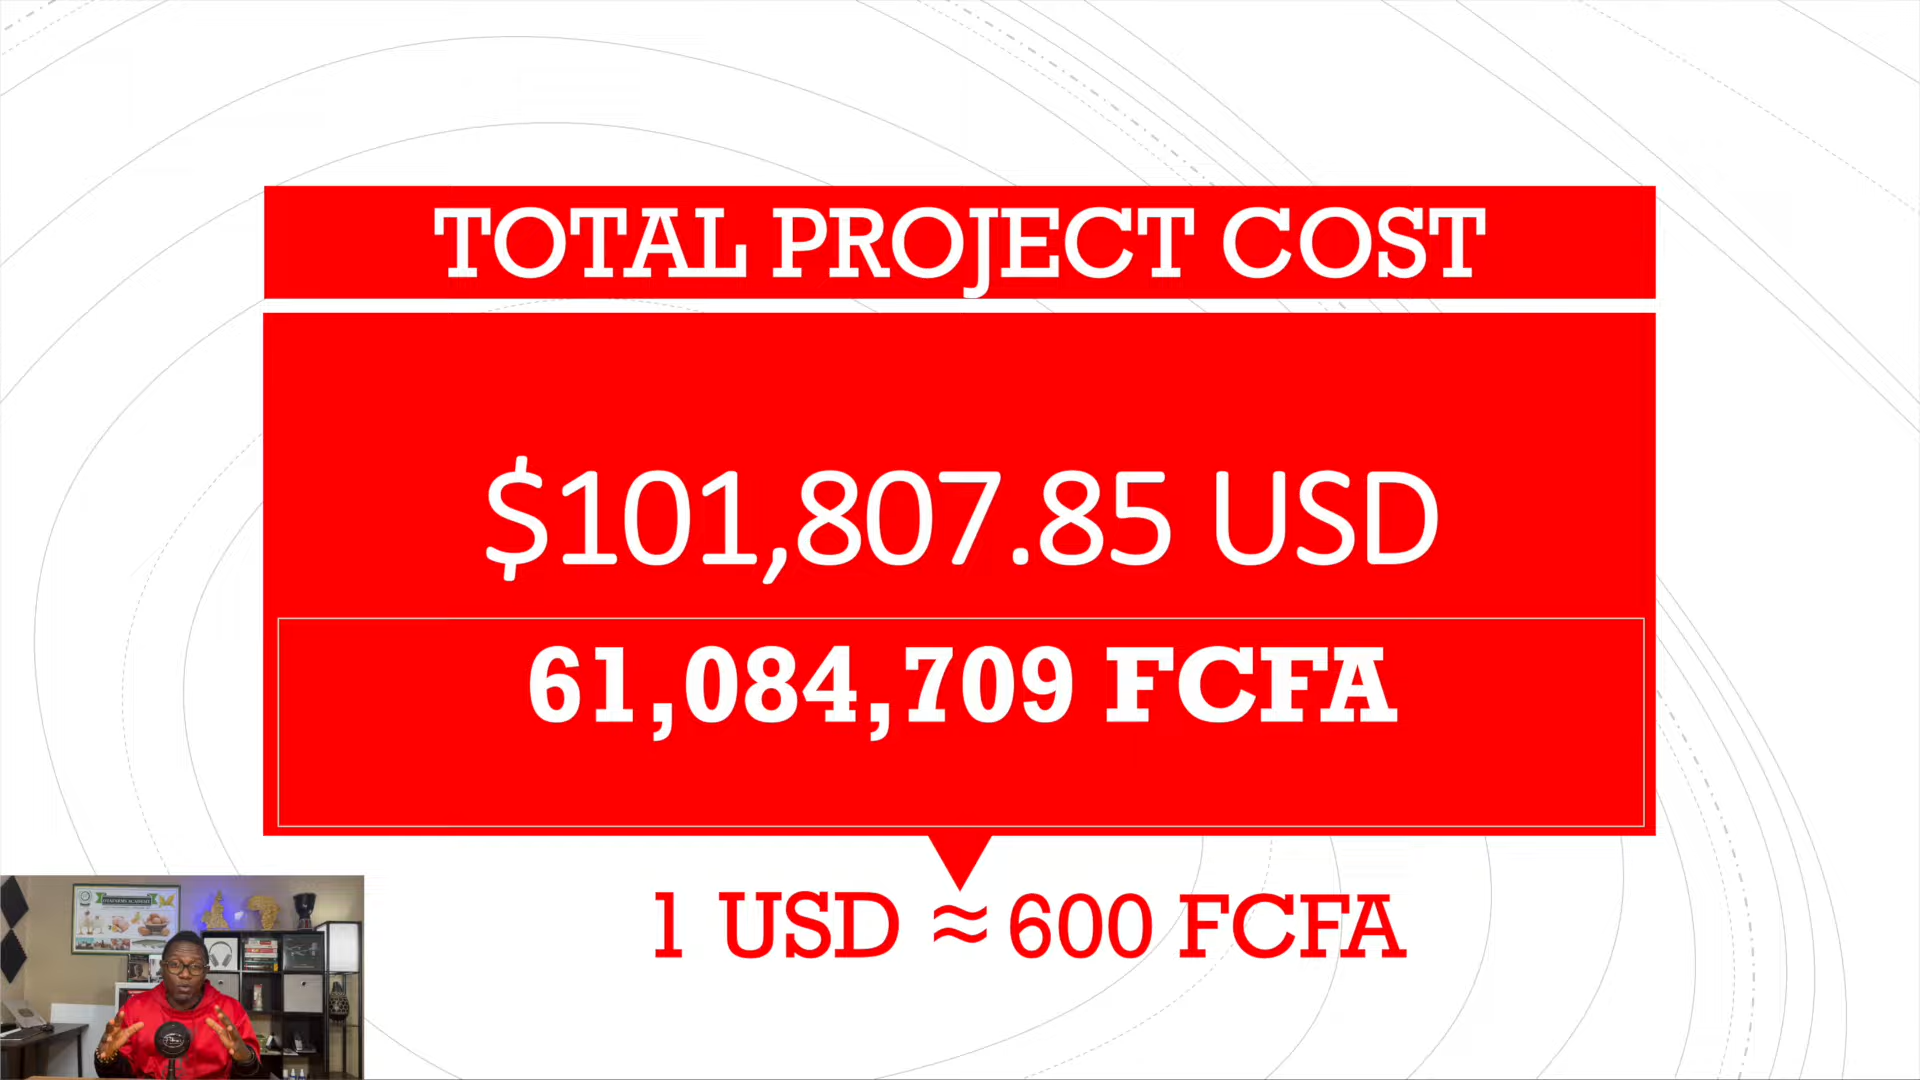 TOTAL PROJECT COST
$101,807.85 USD
61,084,709 FCFA
1 USD ≈ 600 FCFA